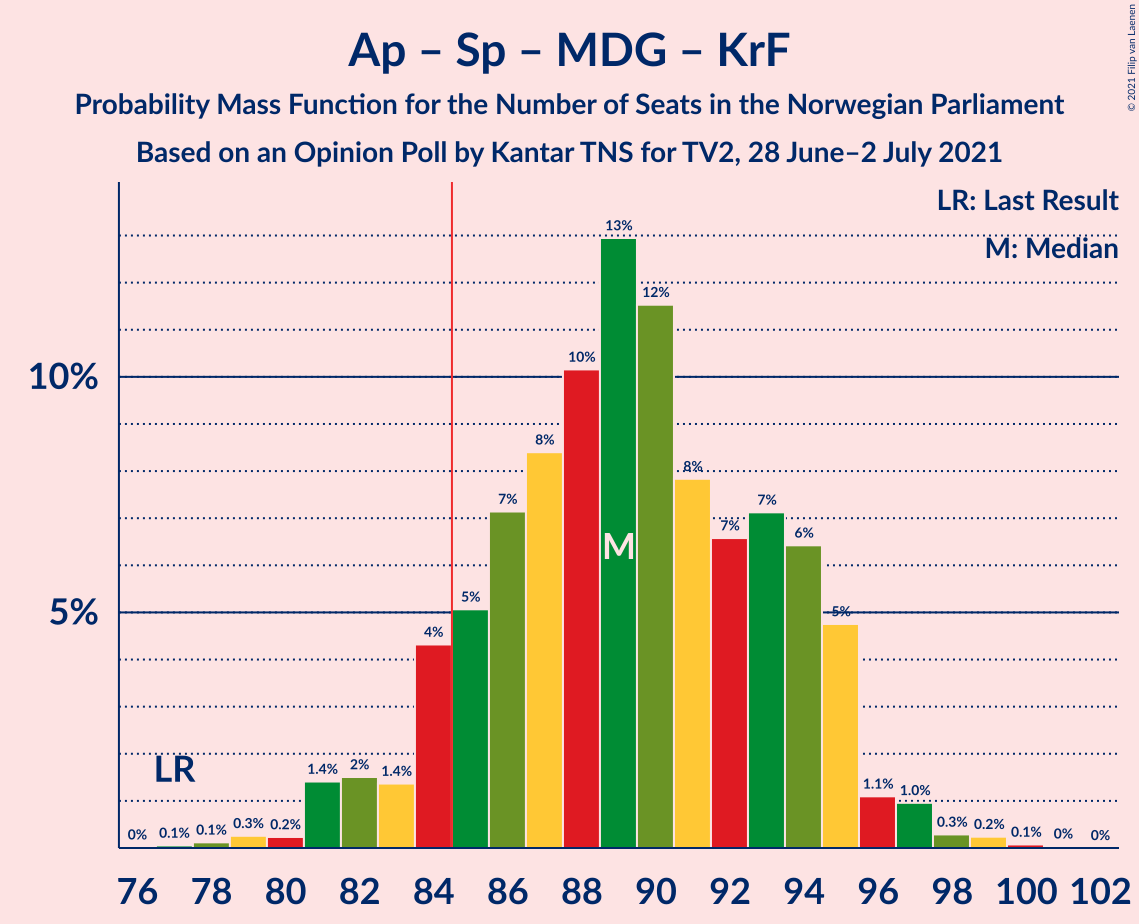 Ap – Sp – MDG – KrF
Probability Mass Function for the Number of Seats in the Norwegian Parliament
Based on an Opinion Poll by Kantar TNS for TV2, 28 June–2 July 2021
© 2021 Filip van Laenen
LR: Last Result
M: Median
10%
5%
LR
M
0% 0.1% 0.1% 0.3% 0.2% 1.4% 2% 1.4% 4% 5% 7% 8% 10% 13% 12% 8% 7% 7% 6% 5% 1.1% 1.0% 0.3% 0.2% 0.1% 0% 0%
76 78 80 82 84 86 88 90 92 94 96 98 100 102